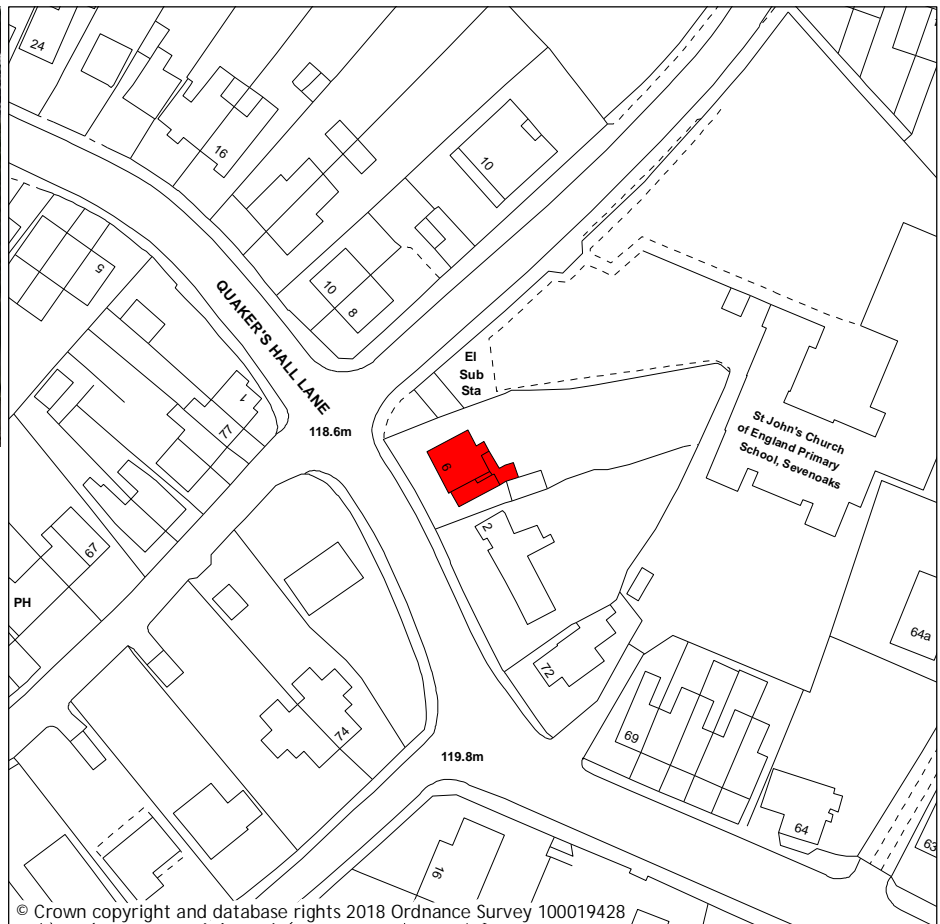 24
16
10
5
10
8
QUAKER'S HALL LANE
El
Sub
Sta
1
77
118.6m
St John's Church
of England Primary
School, Sevenoaks
6
2
67
PH
64a
72
74
69
119.8m
64
63
16
© Crown copyright and database rights 2018 Ordnance Survey 100019428